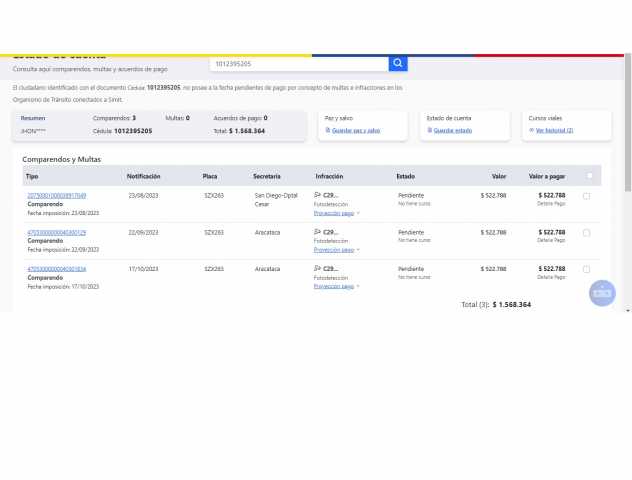 Estado de cuenta
Consulta aquí comparendos, multas y acuerdos de pago
1012395205
El ciudadano identificado con el documento Cédula: 1012395205, no posee a la fecha pendientes de pago por concepto de multas e infracciones en los
Organismo de Tránsito conectados a Simit.
Resumen Comparendos: 3 Multas: 0 Acuerdos de pago: 0
JHON**** Cédula: 1012395205 Total: $ 1.568.364
Paz y salvo
Guardar paz y salvo
Estado de cuenta
Guardar estado
Cursos viales
Ver historial (2)
Comparendos y Multas
Tipo Notificación Placa Secretaría Infracción Estado Valor Valor a pagar
23/08/2023 SZX283 San Diego-Dptal C29... Pendiente $ 522.788 $ 522.788
Comparendo Cesar Fotodetección No tiene curso Detalle Pago
Fecha imposición: 23/08/2023 Proyección pago
22/09/2023 SZX283 Aracataca C29... Pendiente $ 522.788 $ 522.788
Comparendo Fotodetección No tiene curso Detalle Pago
Fecha imposición: 22/09/2023 Proyección pago
17/10/2023 SZX283 Aracataca C29... Pendiente $ 522.788 $ 522.788
Comparendo Fotodetección No tiene curso Detalle Pago
Fecha imposición: 17/10/2023 Proyección pago
Total (3): $ 1.568.364